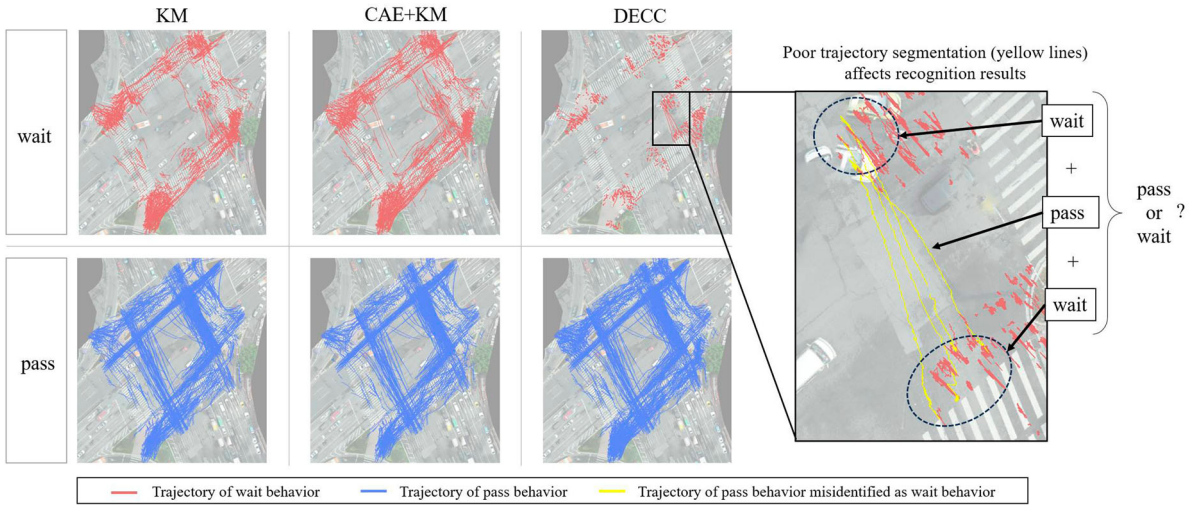 KM
CAE+KM
DECC
wait
pass
Poor trajectory segmentation (yellow lines)
affects recognition results
wait
+
pass
+
wait
pass
or ?
wait
Trajectory of wait behavior
Trajectory of pass behavior
Trajectory of pass behavior misidentified as wait behavior